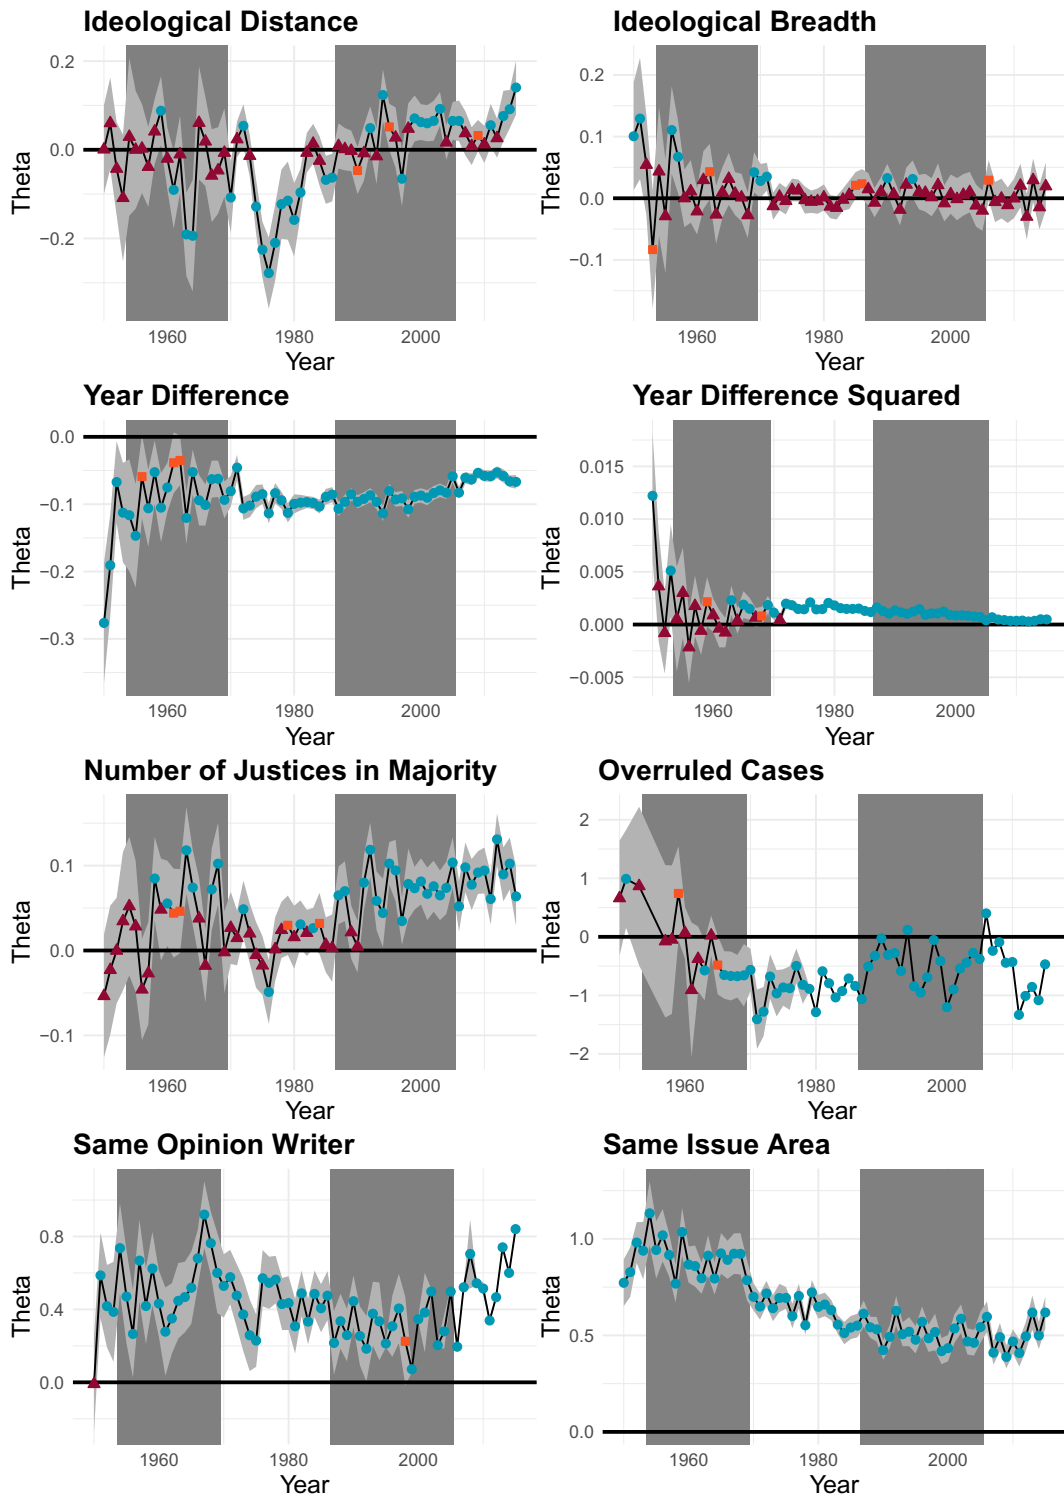 Ideological Distance
0.2
0.0
−0.2
Theta
1960
1980
2000
Year
Ideological Breadth
0.2
0.1
0.0
−0.1
Theta
1960
1980
2000
Year
Year Difference
0.0
−0.1
−0.2
−0.3
Theta
1960
1980
2000
Year
Year Difference Squared
0.015
0.010
0.005
0.000
−0.005
Theta
1960
1980
2000
Year
Number of Justices in Majority
0.1
0.0
−0.1
Theta
1960
1980
2000
Year
Overruled Cases
2
1
0
−1
−2
Theta
1960
1980
2000
Year
Same Opinion Writer
0.8
0.4
0.0
Theta
1960
1980
2000
Year
Same Issue Area
1.0
0.5
0.0
Theta
1960
1980
2000
Year